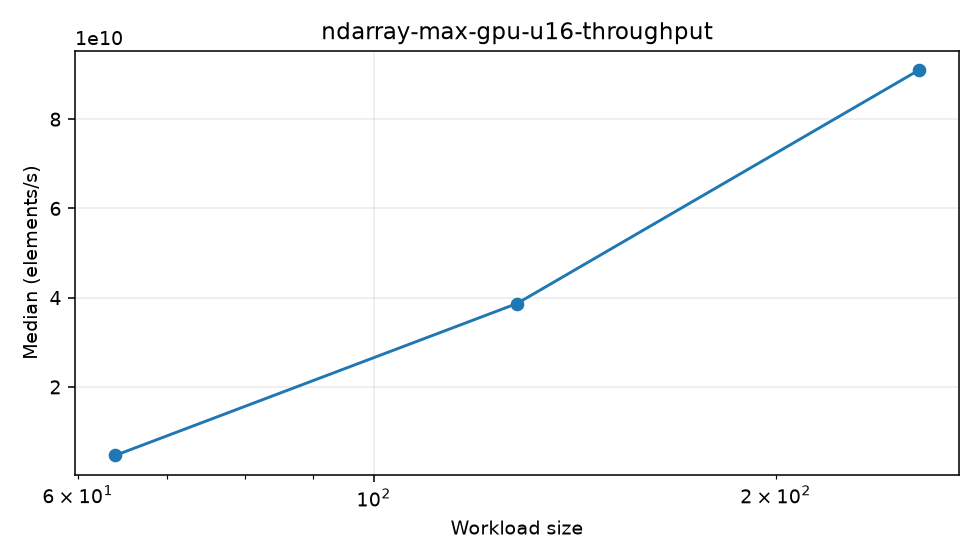 ndarray-max-gpu-u16-throughput
1e10
8
6
4
2
Median (elements/s)
6 × 10¹
10²
2 × 10²
Workload size